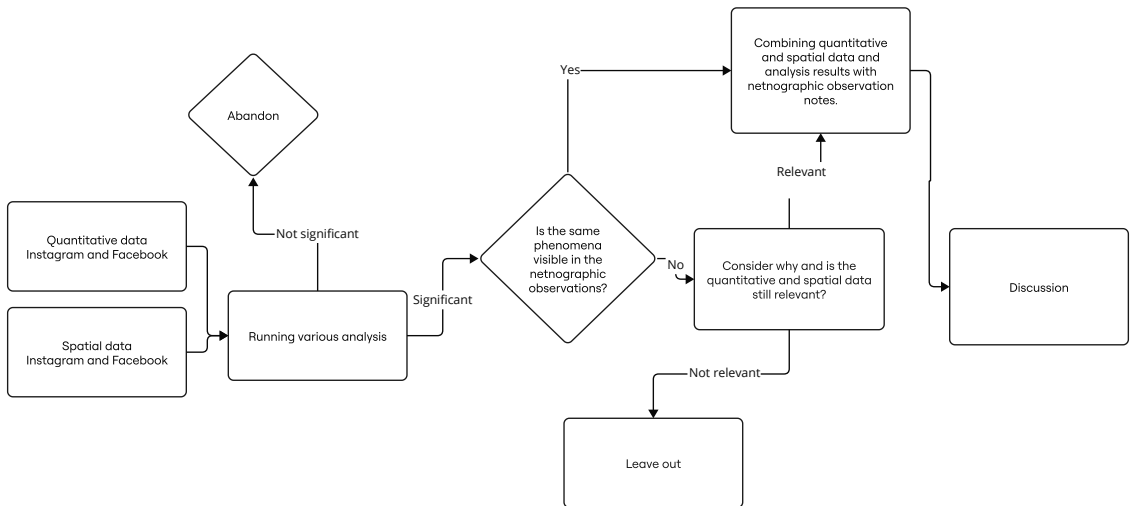 Combining quantitative
and spatial data and
analysis results with
netnographic observation
notes.
Yes
Abandon
Relevant
Quantitative data
Instagram and Facebook
Not significant
Is the same
phenomena
visible in the
netnographic
observations?
No
Consider why and is the
quantitative and spatial data
still relevant?
Discussion
Significant
Running various analysis
Spatial data
Instagram and Facebook
Not relevant
Leave out